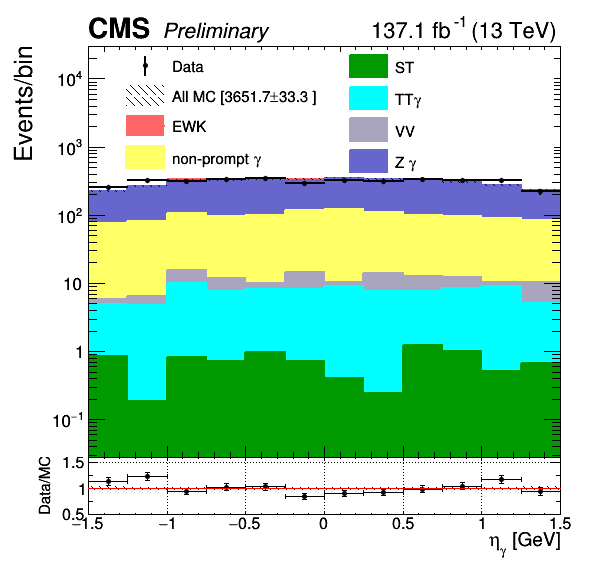 CMS Preliminary 137.1 fb⁻¹ (13 TeV)
Events/bin
10⁴
10³
10²
10
1
10⁻¹
Data
All MC [3651.7±33.3 ]
EWK
non-prompt γ
ST
TTγ
VV
Z γ
Data/MC
1.5
1
0.5
−1.5 −1 −0.5 0 0.5 1 1.5
η_γ [GeV]